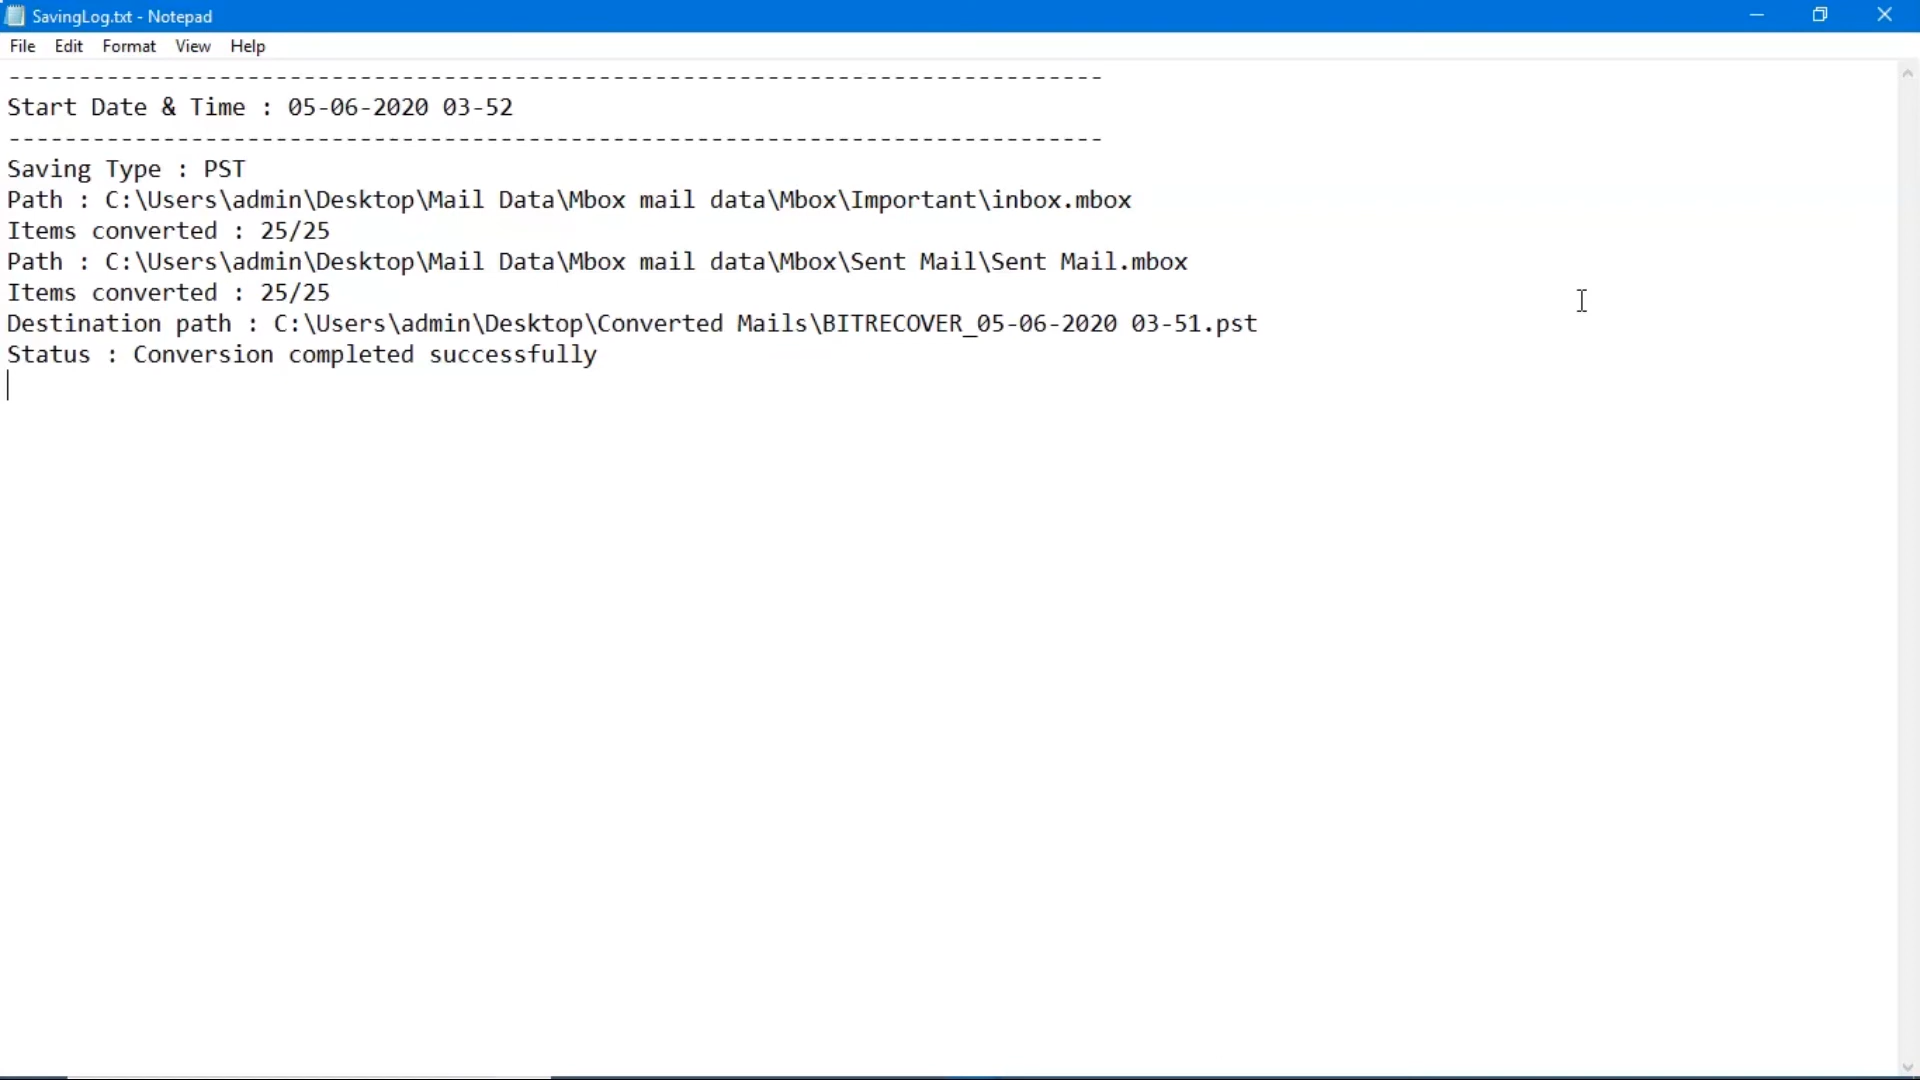 SavingLog.txt - Notepad
File Edit Format View Help
------------------------------------------------------------------------------
Start Date & Time : 05-06-2020 03-52
------------------------------------------------------------------------------
Saving Type : PST
Path : C:\Users\admin\Desktop\Mail Data\Mbox mail data\Mbox\Important\inbox.mbox
Items converted : 25/25
Path : C:\Users\admin\Desktop\Mail Data\Mbox mail data\Mbox\Sent Mail\Sent Mail.mbox
Items converted : 25/25
Destination path : C:\Users\admin\Desktop\Converted Mails\BITRECOVER_05-06-2020 03-51.pst
Status : Conversion completed successfully